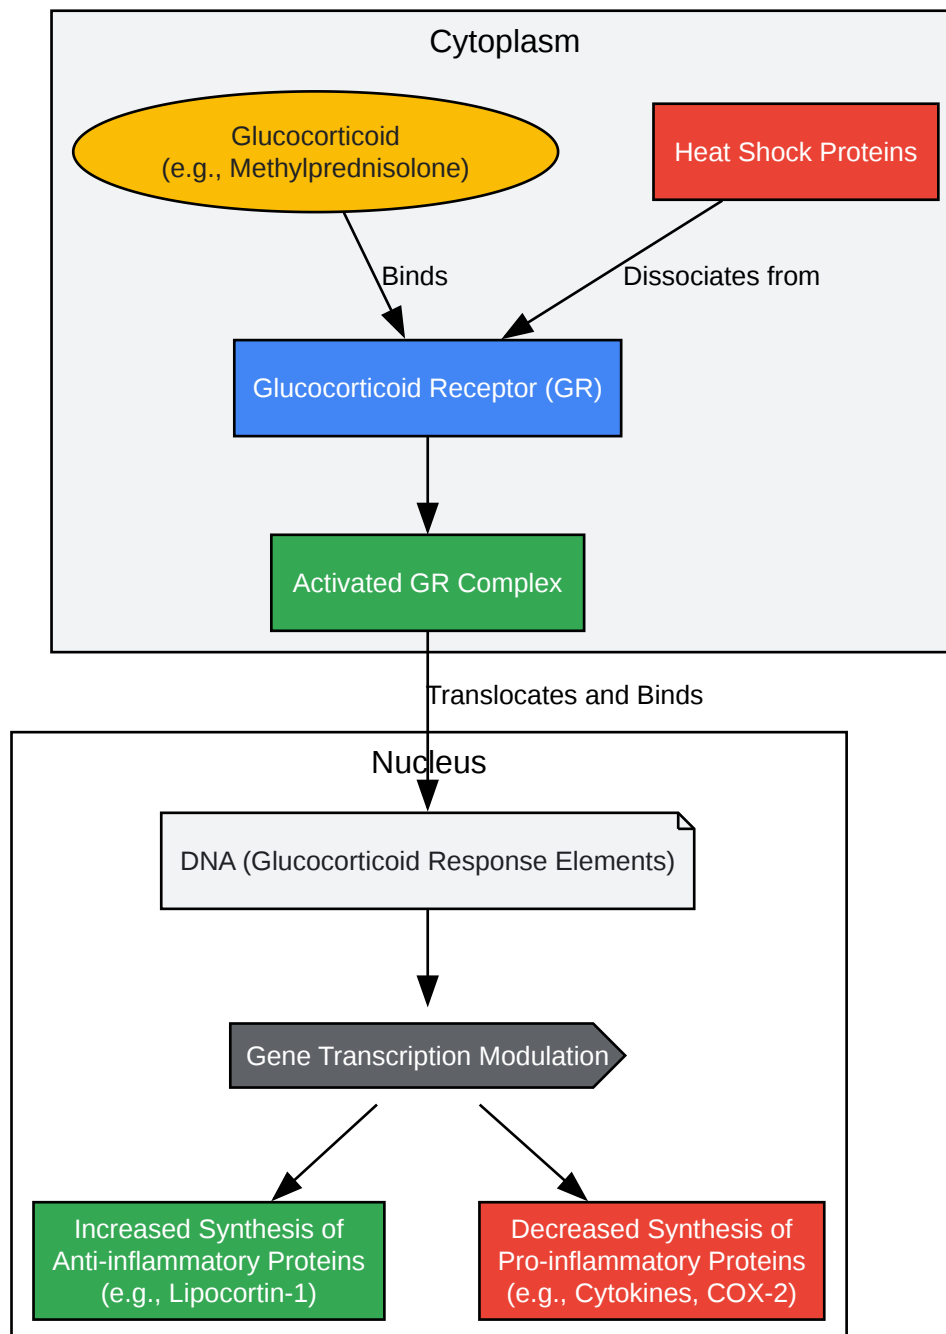 Cytoplasm
Glucocorticoid
(e.g., Methylprednisolone)
Heat Shock Proteins
Binds
Dissociates from
Glucocorticoid Receptor (GR)
Activated GR Complex
Translocates and Binds
Nucleus
DNA (Glucocorticoid Response Elements)
Gene Transcription Modulation
Increased Synthesis of
Anti-inflammatory Proteins
(e.g., Lipocortin-1)
Decreased Synthesis of
Pro-inflammatory Proteins
(e.g., Cytokines, COX-2)